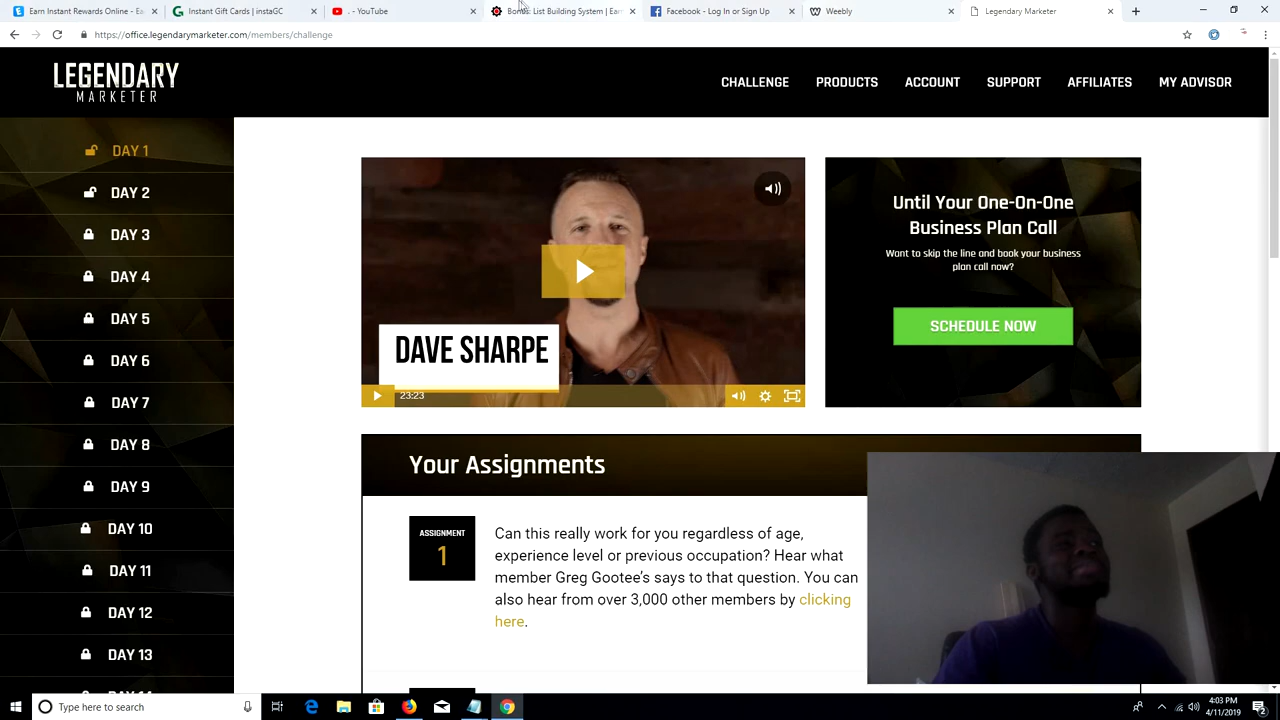 Earn Instant Rewards | Earn
Instant Gift Cards | instaGC
- YouTube
List Building System | Earn
Facebook - Log In or Sign Up
Weebly
Legendary Marketer
https://office.legendarymarketer.com/members/challenge
LEGENDARY
MARKETER
CHALLENGE
PRODUCTS
ACCOUNT
SUPPORT
AFFILIATES
MY ADVISOR
DAY 1
DAY 2
DAY 3
DAY 4
DAY 5
DAY 6
DAY 7
DAY 8
DAY 9
DAY 10
DAY 11
DAY 12
DAY 13
DAVE SHARPE
23:23
Until Your One-On-One
Business Plan Call
Want to skip the line and book your business
plan call now?
SCHEDULE NOW
Your Assignments
ASSIGNMENT
1
Can this really work for you regardless of age,
experience level or previous occupation? Hear what
member Greg Gootee's says to that question. You can
also hear from over 3,000 other members by clicking
here.
Type here to search
4:03 PM
4/11/2019
2